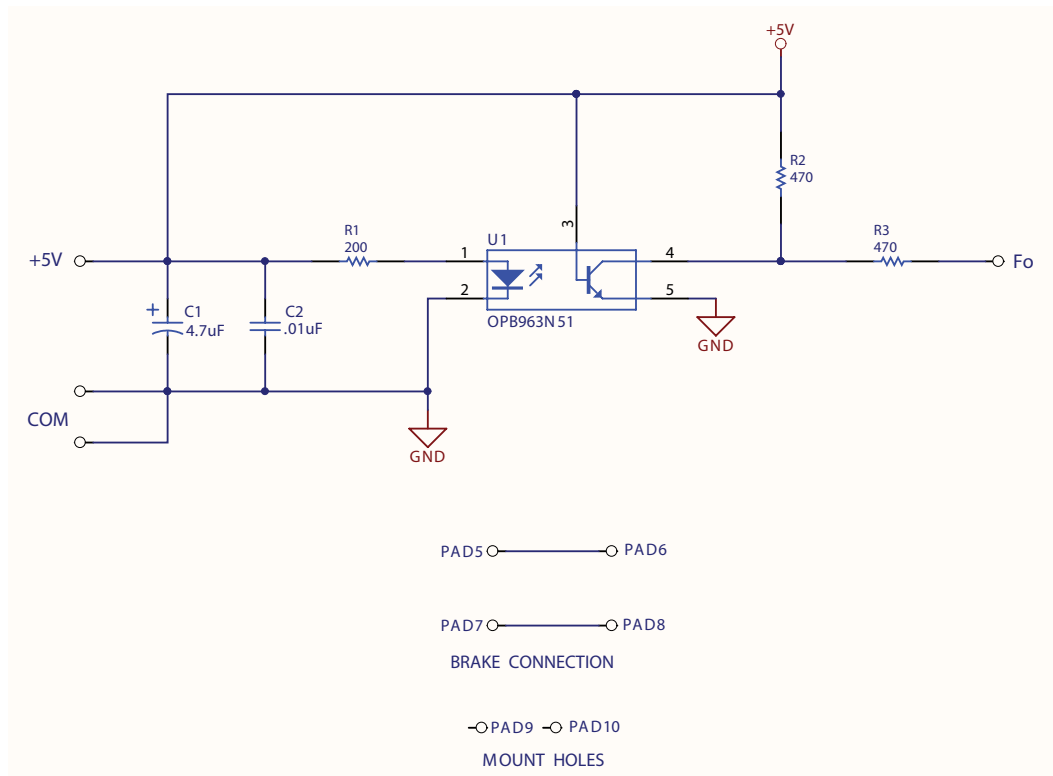 +5V
R2
470
3
R1
200
U1
1
4
R3
470
+5V
Fo
2
5
+
C1
4.7uF
C2
.01uF
OPB963N51
GND
COM
GND
PAD5
PAD6
PAD7
PAD8
BRAKE CONNECTION
PAD9
PAD10
MOUNT HOLES